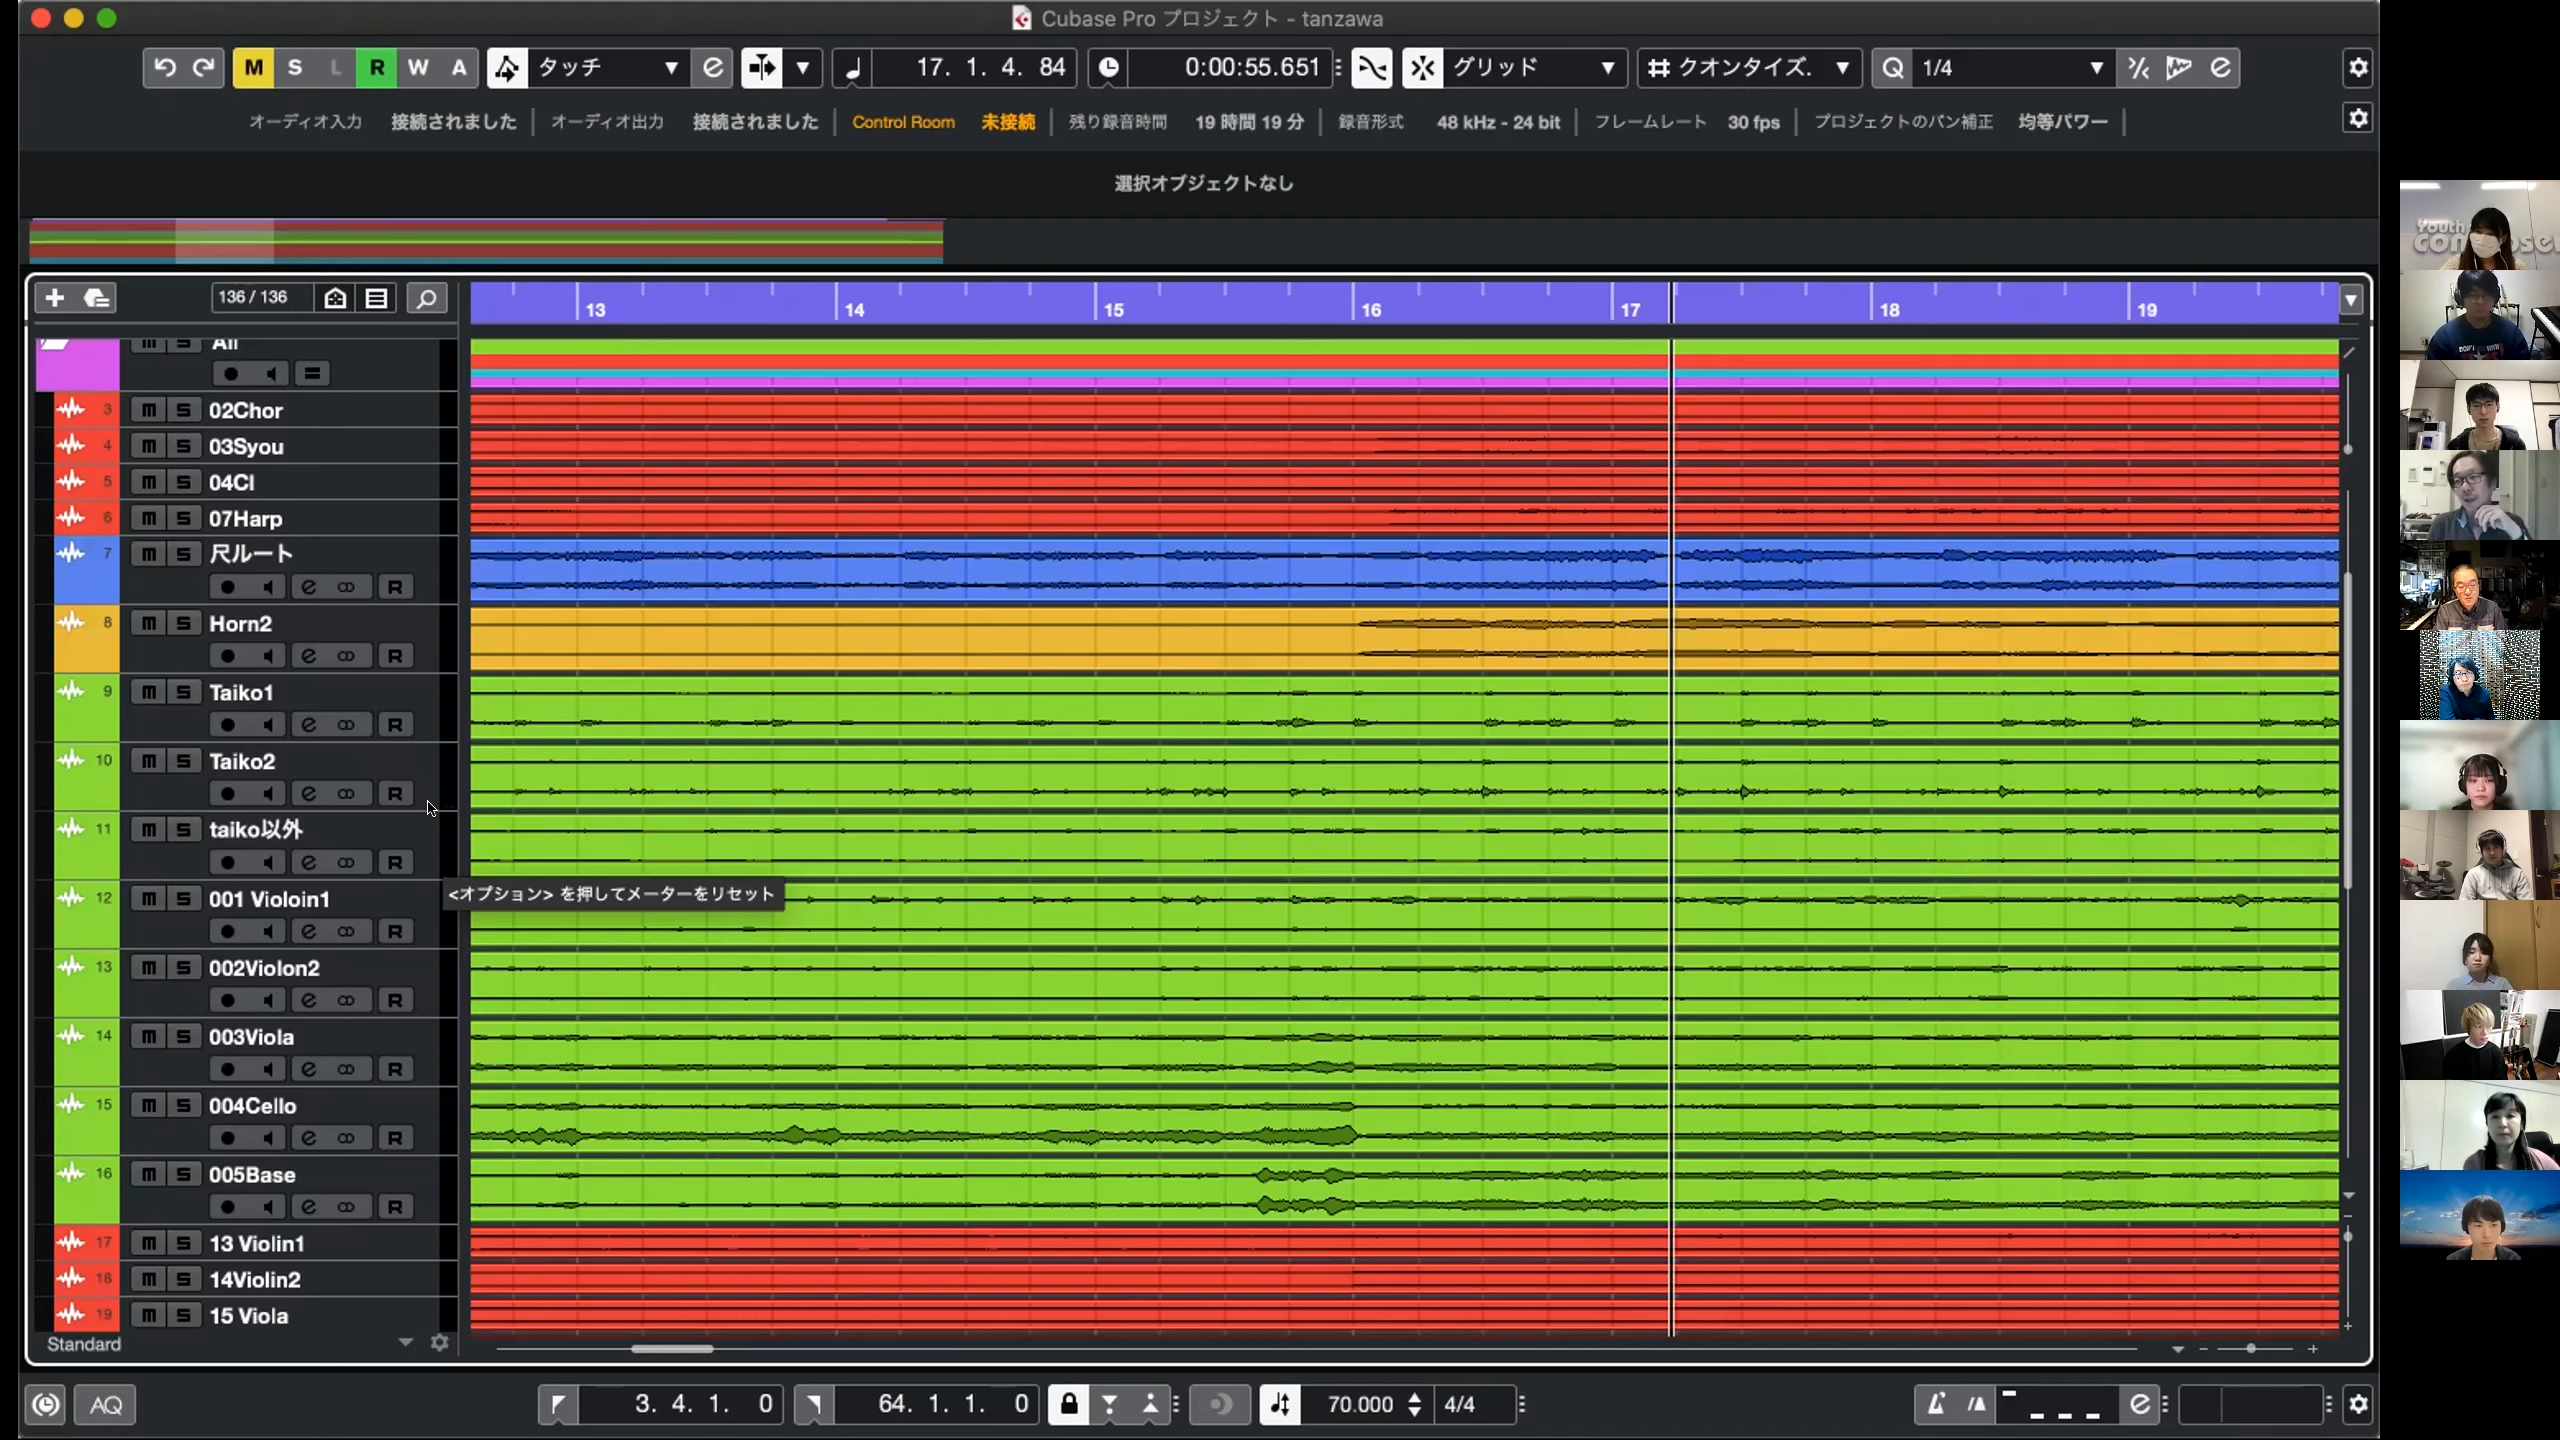 Cubase Pro プロジェクト - tanzawa
M S L R W A タッチ 17. 1. 4. 84 0:00:55.651 グリッド クオンタイズ. Q 1/4
オーディオ入力 接続されました オーディオ出力 接続されました Control Room 未接続 残り録音時間 19 時間 19 分 録音形式 48 kHz - 24 bit フレームレート 30 fps プロジェクトのパン補正 均等パワー
選択オブジェクトなし
136 / 136
13 14 15 16 17 18 19
m S All
3 m S 02Chor
4 m S 03Syou
5 m S 04Cl
6 m S 07Harp
7 m S 尺ルート
e R
8 m S Horn2
e R
9 m S Taiko1
e R
10 m S Taiko2
e R
11 m S taiko以外
e R
<オプション> を押してメーターをリセット
12 m S 001 Violoin1
e R
13 m S 002Violon2
e R
14 m S 003Viola
e R
15 m S 004Cello
e R
16 m S 005Base
e R
17 m S 13 Violin1
18 m S 14Violin2
19 m S 15 Viola
Standard
AQ 3. 4. 1. 0 64. 1. 1. 0 70.000 4/4
Youth